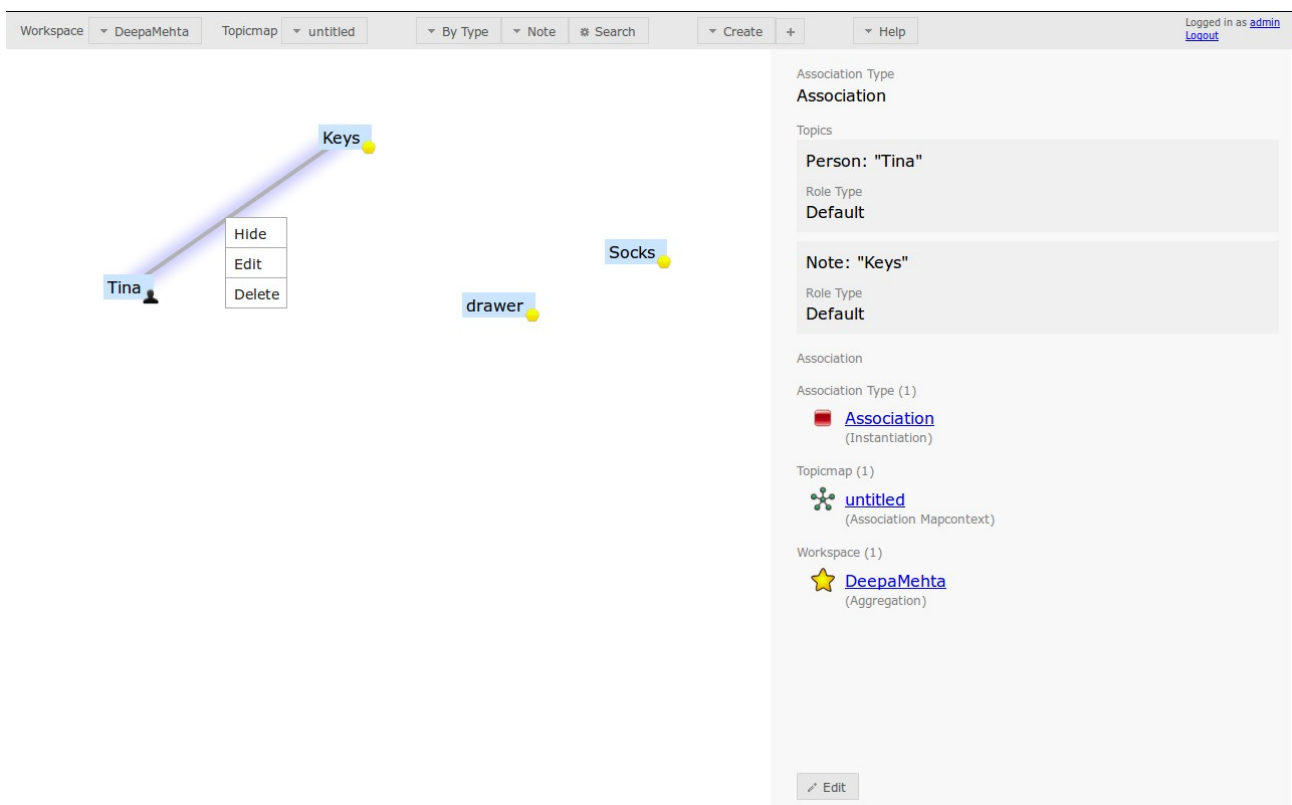 Workspace DeepaMehta Topicmap untitled By Type Note Search Create + Help
Logged in as admin
Logout
Keys
Hide
Edit
Delete
Tina
Socks
drawer
Association Type
Association
Topics
Person: "Tina"
Role Type
Default
Note: "Keys"
Role Type
Default
Association
Association Type (1)
Association
(Instantiation)
Topicmap (1)
untitled
(Association Mapcontext)
Workspace (1)
DeepaMehta
(Aggregation)
Edit